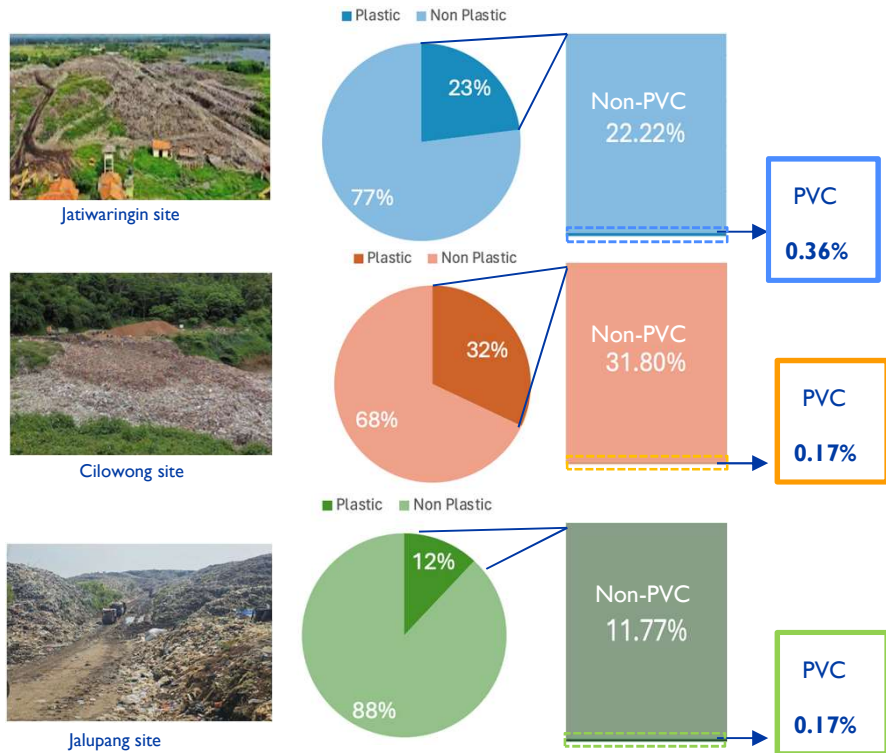 Plastic Non Plastic
23%
77%
Non-PVC
22.22%
PVC
0.36%
Jatiwaringin site
Plastic Non Plastic
32%
68%
Non-PVC
31.80%
PVC
0.17%
Cilowong site
Plastic Non Plastic
12%
88%
Non-PVC
11.77%
PVC
0.17%
Jalupang site